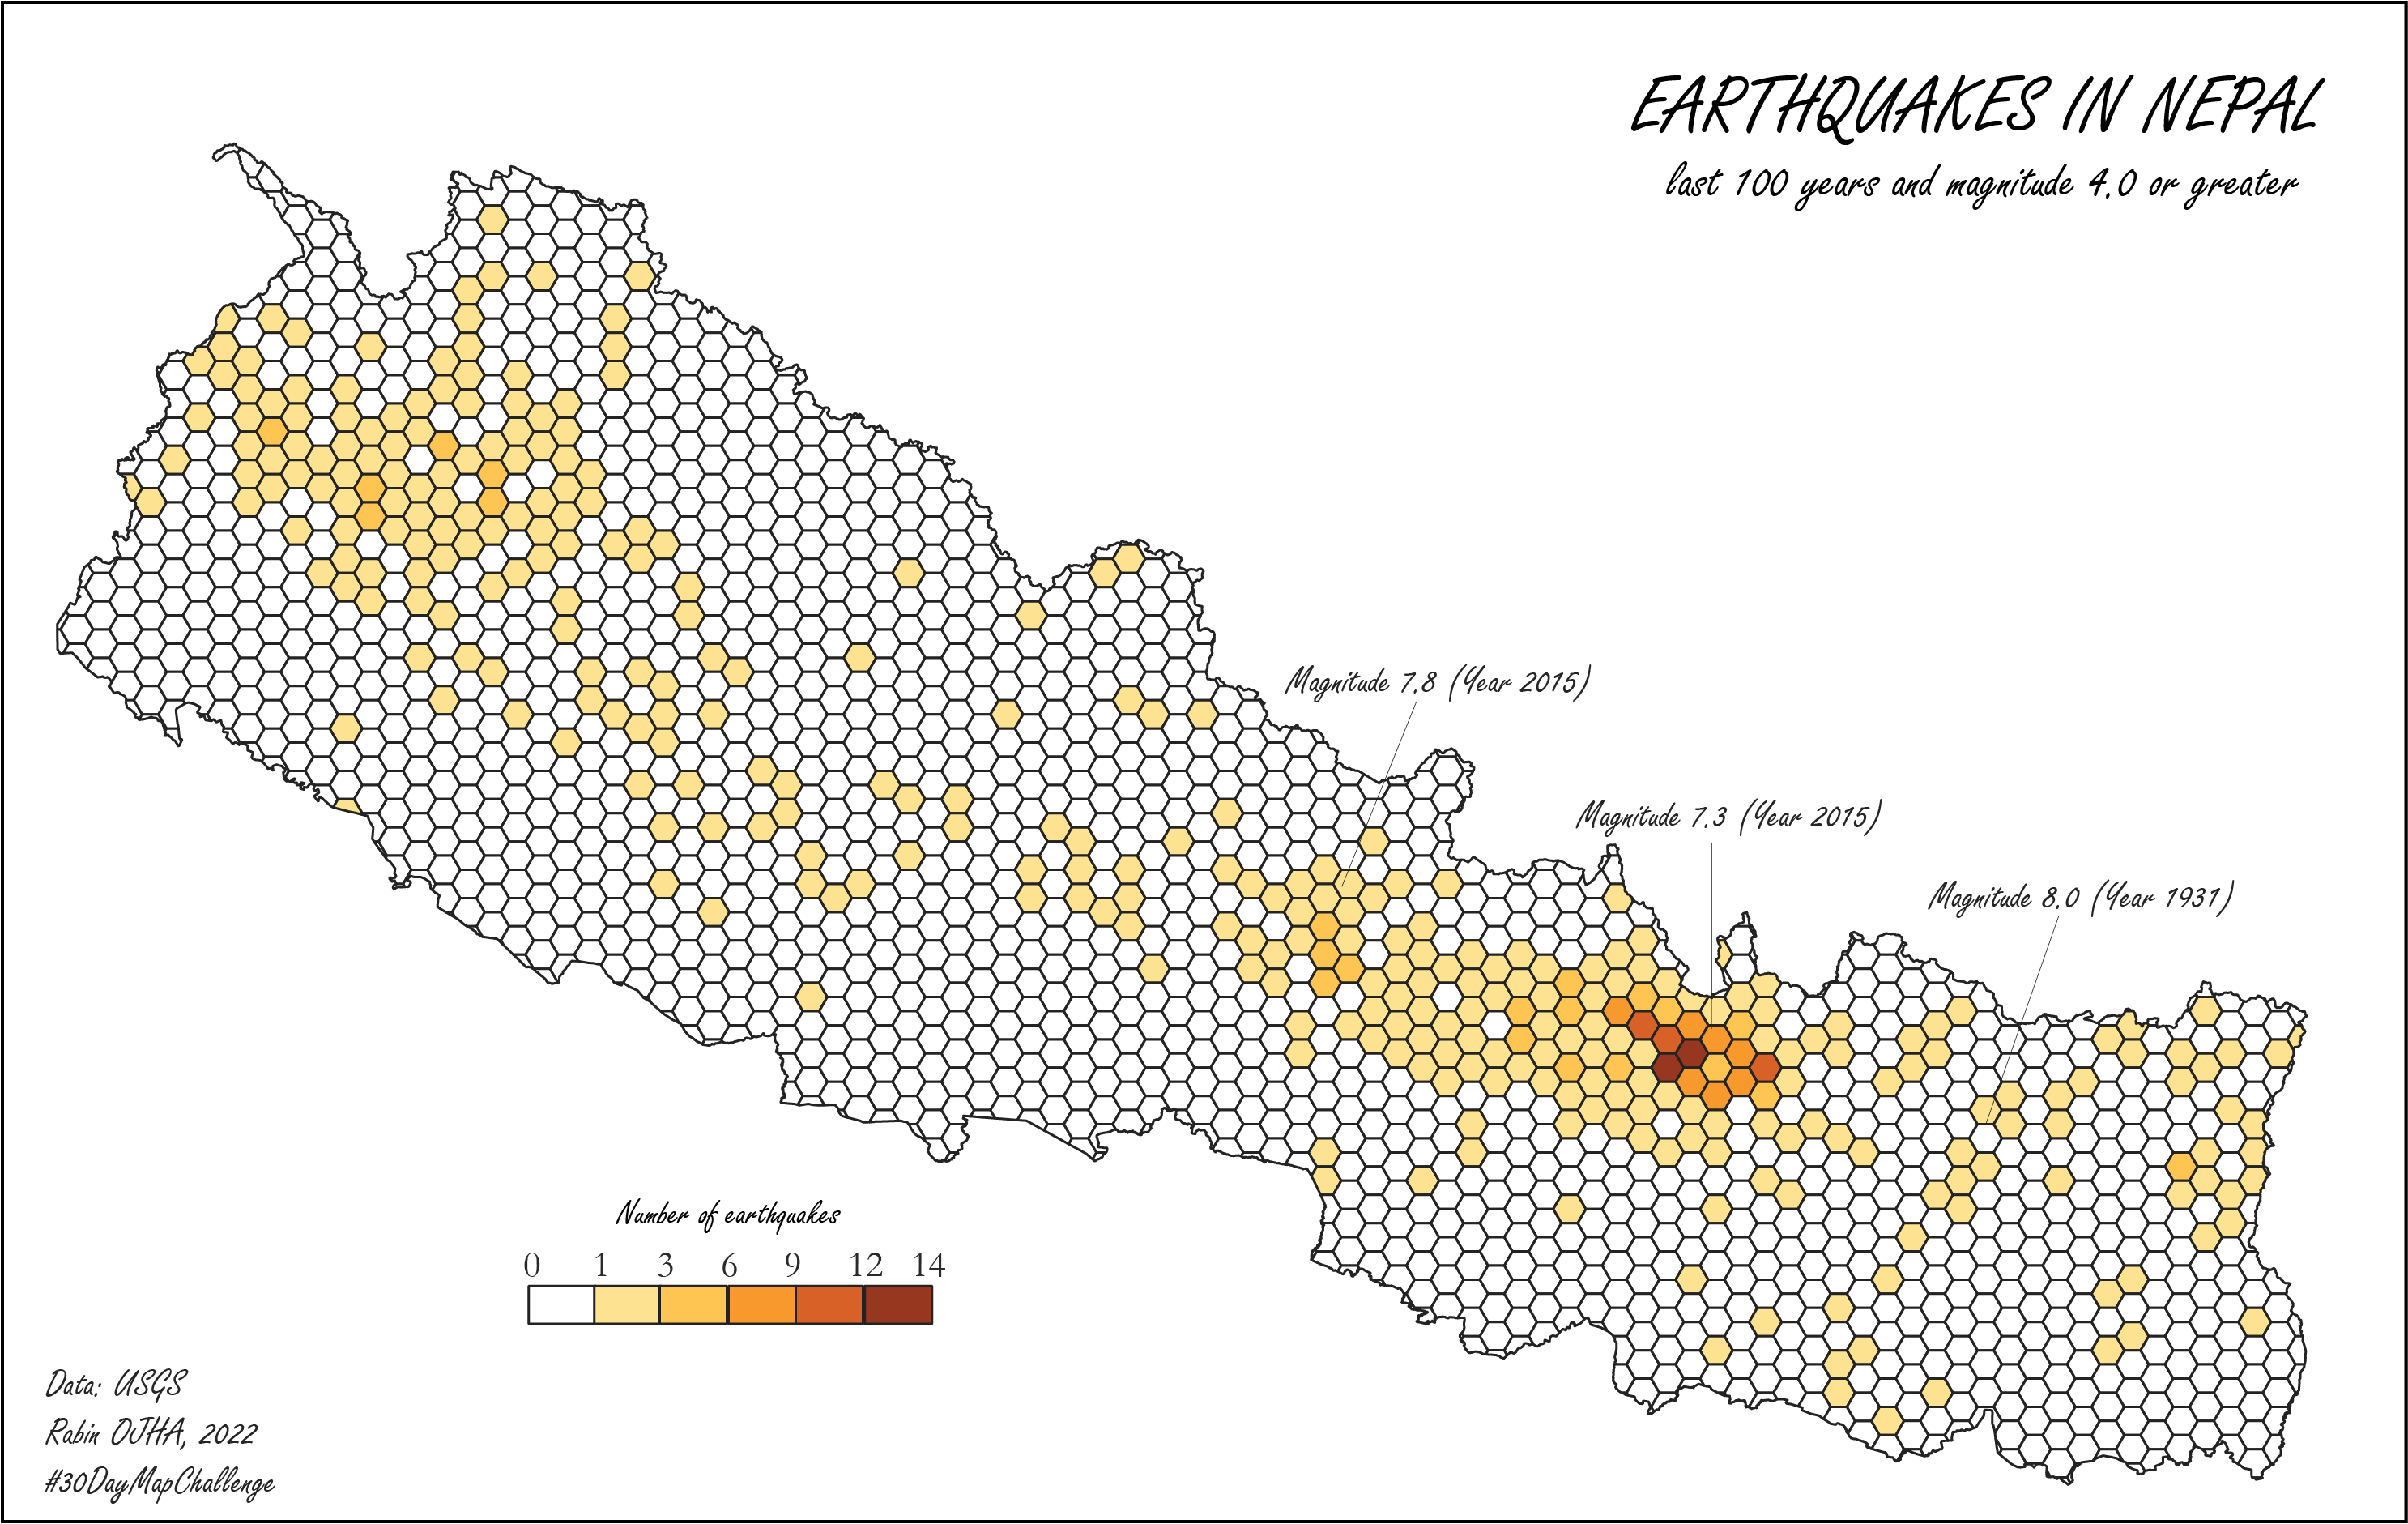 EARTHQUAKES IN NEPAL
last 100 years and magnitude 4.0 or greater
Magnitude 7.8 (Year 2015)
Magnitude 7.3 (Year 2015)
Magnitude 8.0 (Year 1931)
Number of earthquakes
0 1 3 6 9 12 14
Data: USGS
Rabin OJHA, 2022
#30DayMapChallenge